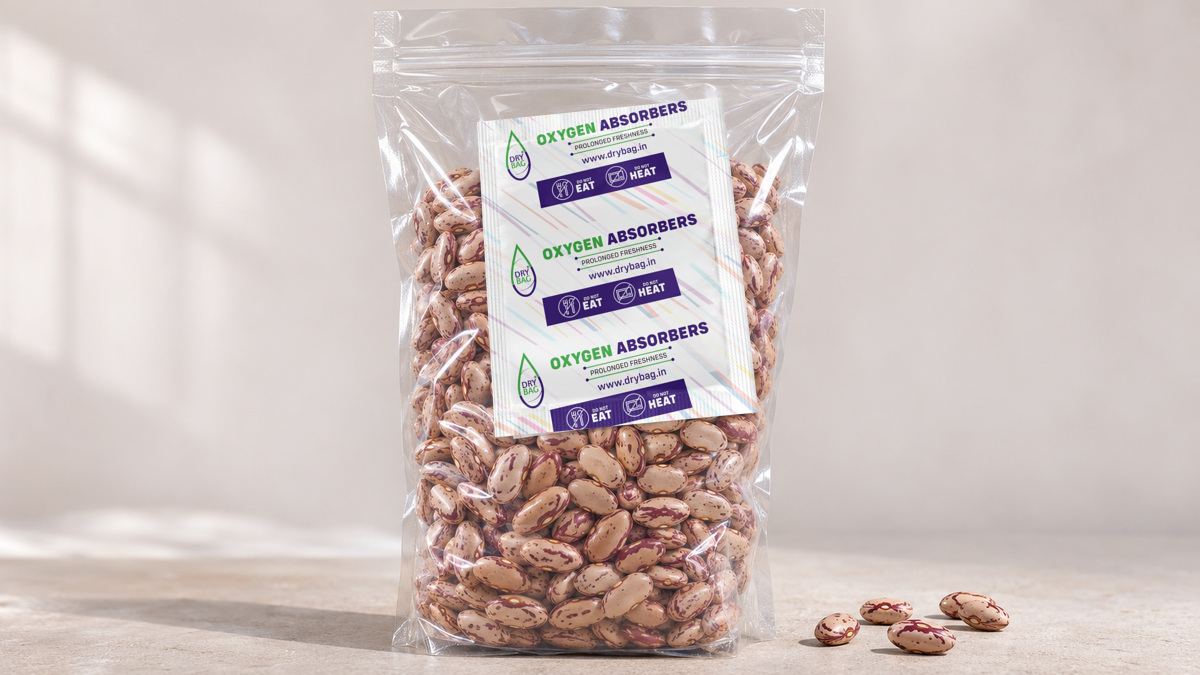 OXYGEN ABSORBERS
PROLONGED FRESHNESS
www.drybag.in
DRY BAG
DO NOT EAT
DO NOT HEAT
OXYGEN ABSORBERS
PROLONGED FRESHNESS
www.drybag.in
DRY BAG
DO NOT EAT
DO NOT HEAT
OXYGEN ABSORBERS
PROLONGED FRESHNESS
www.drybag.in
DRY BAG
DO NOT EAT
DO NOT HEAT